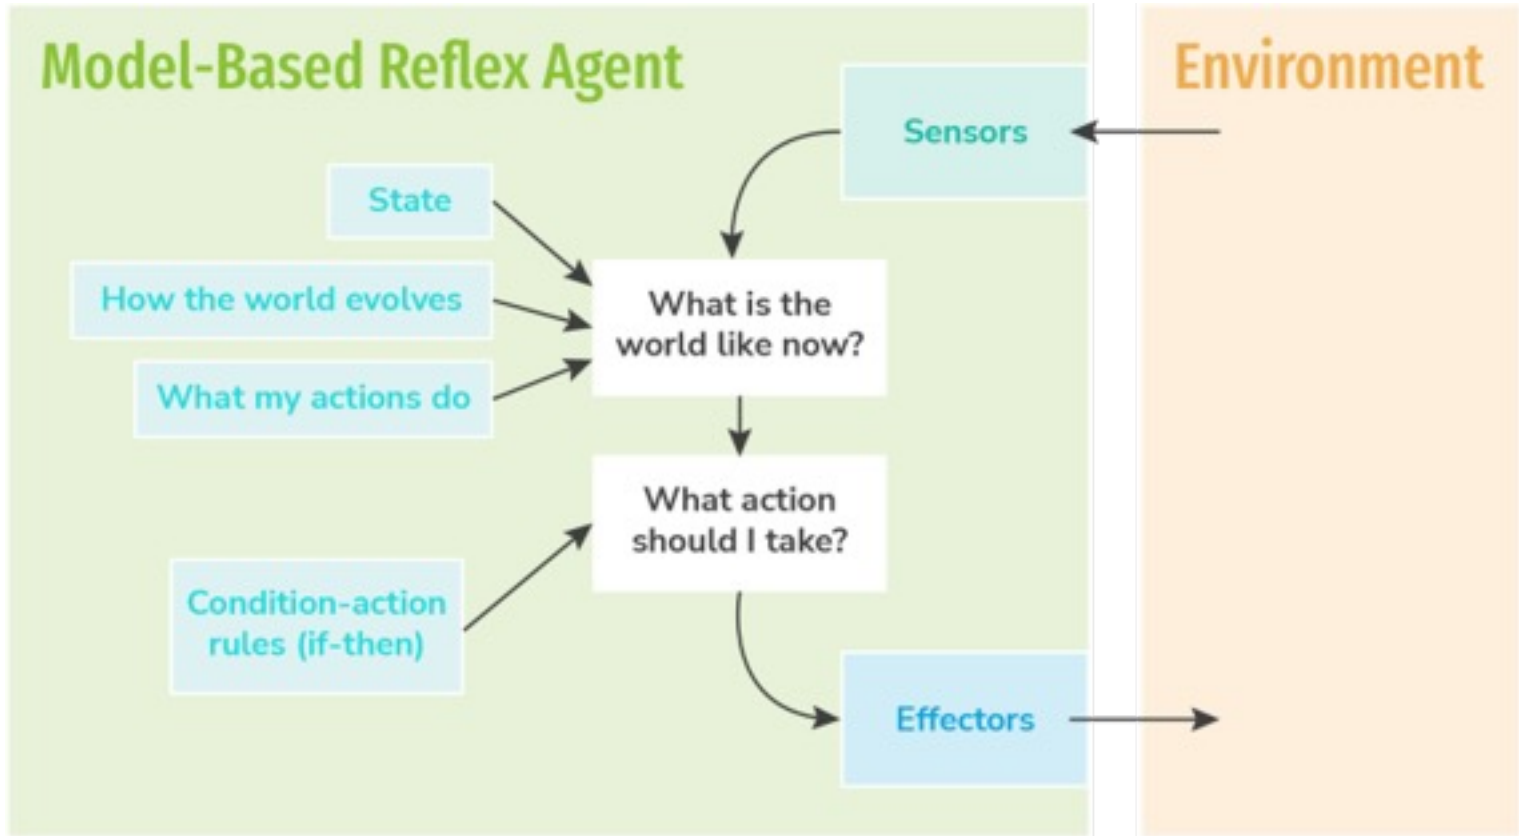 Model-Based Reflex Agent
Environment
Sensors
State
How the world evolves
What is the
world like now?
What my actions do
What action
should I take?
Condition-action
rules (if-then)
Effectors